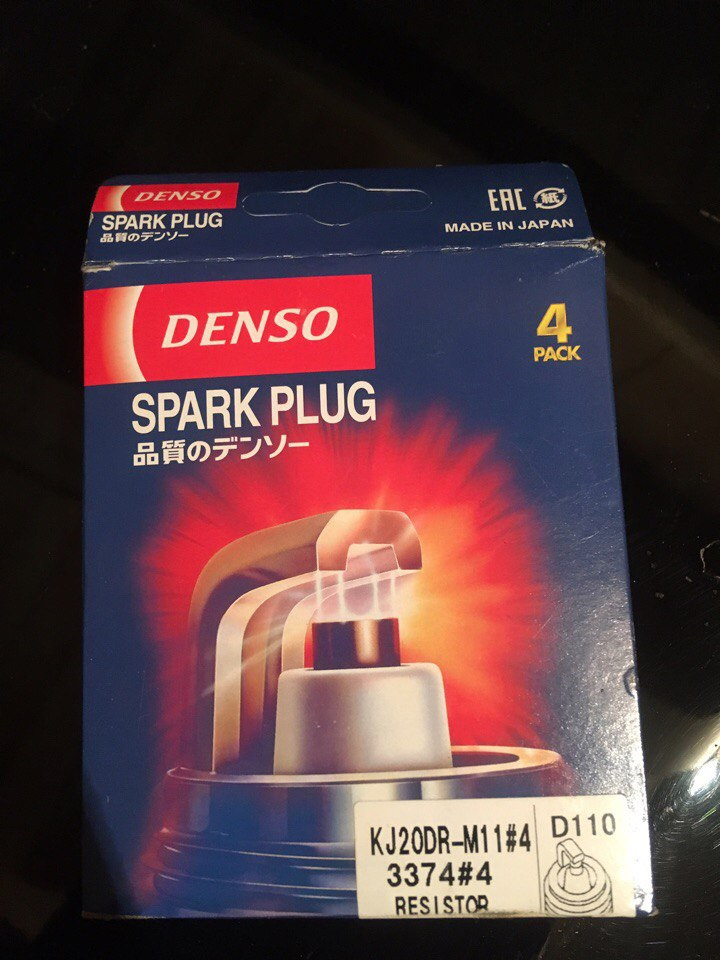 DENSO
SPARK PLUG
品質のデンソー
EAC 紙
MADE IN JAPAN
DENSO
4
PACK
SPARK PLUG
品質のデンソー
KJ20DR-M11#4
3374#4
RESISTOR
D110